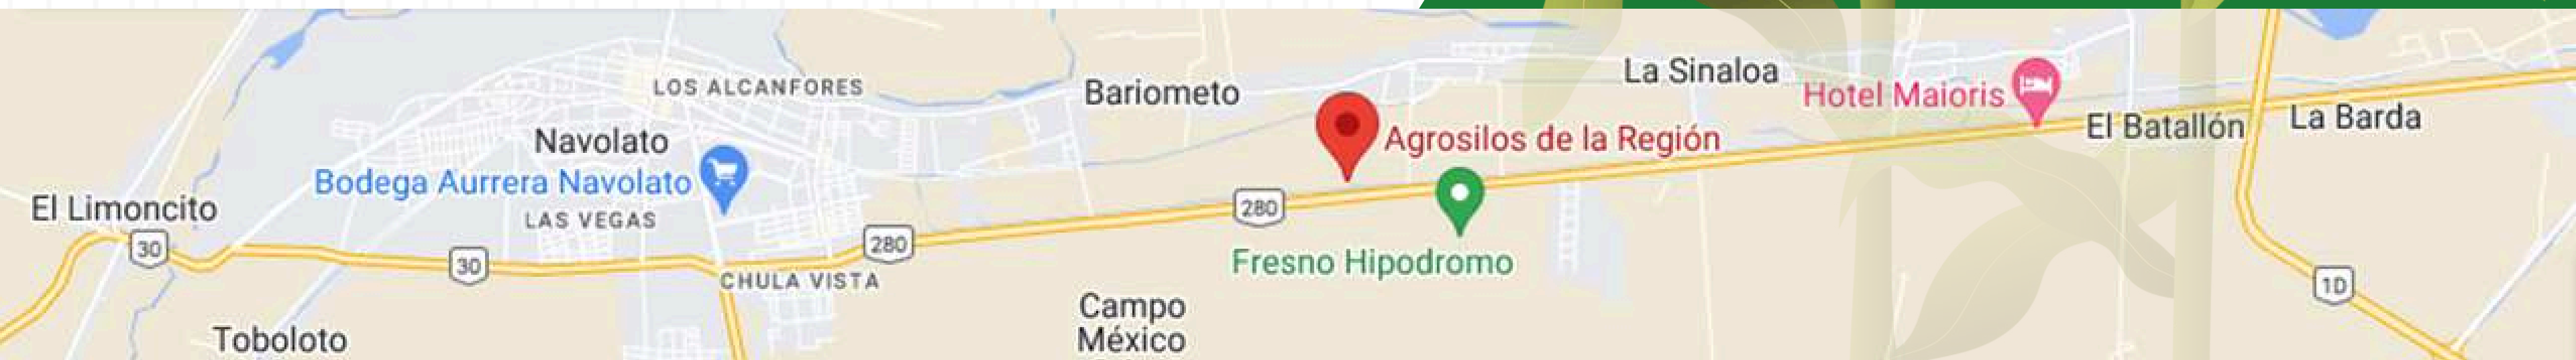 LOS ALCANFORES
Bariometo
La Sinaloa
Hotel Maioris
Navolato
Agrosilos de la Región
El Batallón
La Barda
Bodega Aurrera Navolato
El Limoncito
LAS VEGAS
280
30
30
280
Fresno Hipodromo
CHULA VISTA
1D
Campo
México
Toboloto